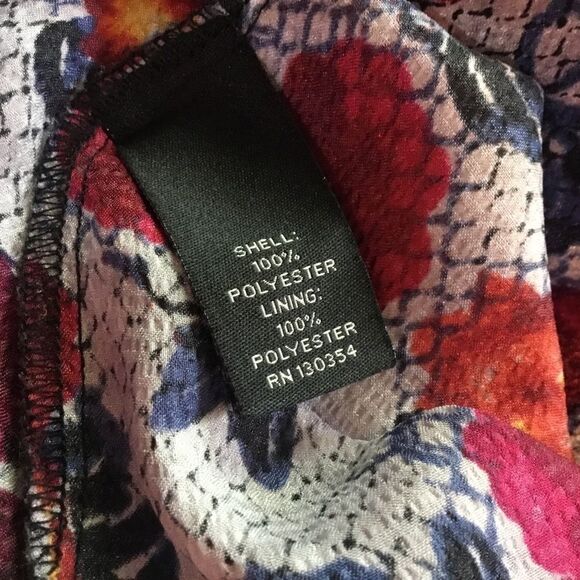 SHELL:
100%
POLYESTER
LINING:
100%
POLYESTER
RN 130354